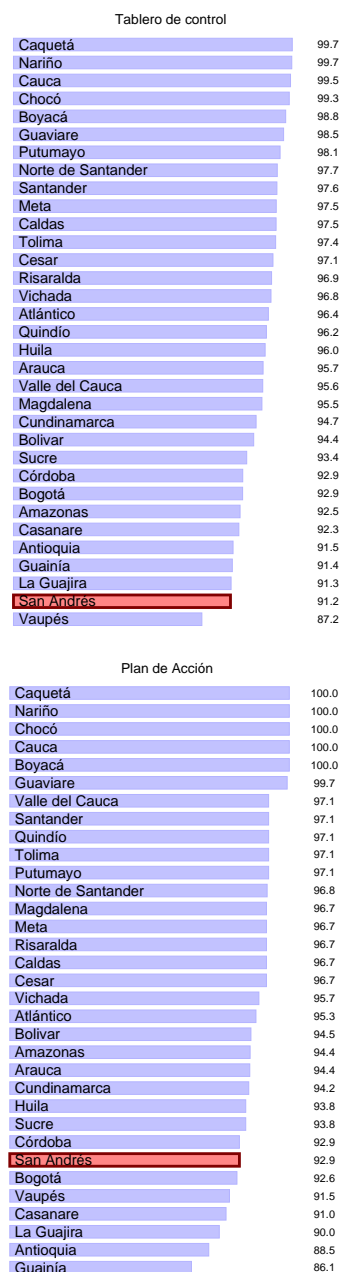 Tablero de control
Caquetá 99.7
Nariño 99.7
Cauca 99.5
Chocó 99.3
Boyacá 98.8
Guaviare 98.5
Putumayo 98.1
Norte de Santander 97.7
Santander 97.6
Meta 97.5
Caldas 97.5
Tolima 97.4
Cesar 97.1
Risaralda 96.9
Vichada 96.8
Atlántico 96.4
Quindío 96.2
Huila 96.0
Arauca 95.7
Valle del Cauca 95.6
Magdalena 95.5
Cundinamarca 94.7
Bolivar 94.4
Sucre 93.4
Córdoba 92.9
Bogotá 92.9
Amazonas 92.5
Casanare 92.3
Antioquia 91.5
Guainía 91.4
La Guajira 91.3
San Andrés 91.2
Vaupés 87.2
Plan de Acción
Caquetá 100.0
Nariño 100.0
Chocó 100.0
Cauca 100.0
Boyacá 100.0
Guaviare 99.7
Valle del Cauca 97.1
Santander 97.1
Quindío 97.1
Tolima 97.1
Putumayo 97.1
Norte de Santander 96.8
Magdalena 96.7
Meta 96.7
Risaralda 96.7
Caldas 96.7
Cesar 96.7
Vichada 95.7
Atlántico 95.3
Bolivar 94.5
Amazonas 94.4
Arauca 94.4
Cundinamarca 94.2
Huila 93.8
Sucre 93.8
Córdoba 92.9
San Andrés 92.9
Bogotá 92.6
Vaupés 91.5
Casanare 91.0
La Guajira 90.0
Antioquia 88.5
Guainía 86.1